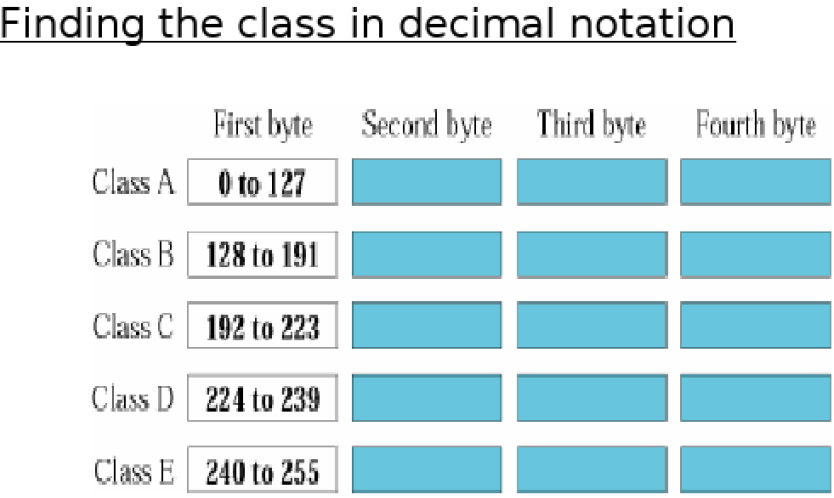 Finding the class in decimal notation
First byte Second byte Third byte Fourth byte
Class A 0 to 127
Class B 128 to 191
Class C 192 to 223
Class D 224 to 239
Class E 240 to 255